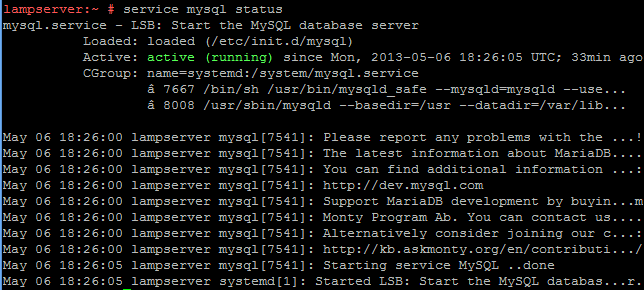 lampserver:~ # service mysql status
mysql.service - LSB: Start the MySQL database server
Loaded: loaded (/etc/init.d/mysql)
Active: active (running) since Mon, 2013-05-06 18:26:05 UTC; 33min ago
CGroup: name=systemd:/system/mysql.service
â 7667 /bin/sh /usr/bin/mysqld_safe --mysqld=mysqld --use...
â 8008 /usr/sbin/mysqld --basedir=/usr --datadir=/var/lib...
May 06 18:26:00 lampserver mysql[7541]: Please report any problems with the ...!
May 06 18:26:00 lampserver mysql[7541]: The latest information about MariaDB....
May 06 18:26:00 lampserver mysql[7541]: You can find additional information ...:
May 06 18:26:00 lampserver mysql[7541]: http://dev.mysql.com
May 06 18:26:00 lampserver mysql[7541]: Support MariaDB development by buyin...m
May 06 18:26:00 lampserver mysql[7541]: Monty Program Ab. You can contact us....
May 06 18:26:00 lampserver mysql[7541]: Alternatively consider joining our c...:
May 06 18:26:00 lampserver mysql[7541]: http://kb.askmonty.org/en/contributi.../
May 06 18:26:05 lampserver mysql[7541]: Starting service MySQL ..done
May 06 18:26:05 lampserver systemd[1]: Started LSB: Start the MySQL databas...r.